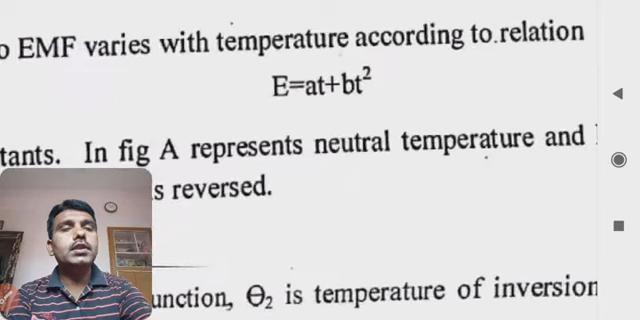 EMF varies with temperature according to relation
E=at+bt²
tants. In fig A represents neutral temperature and
s reversed.
unction, Θ₂ is temperature of inversion